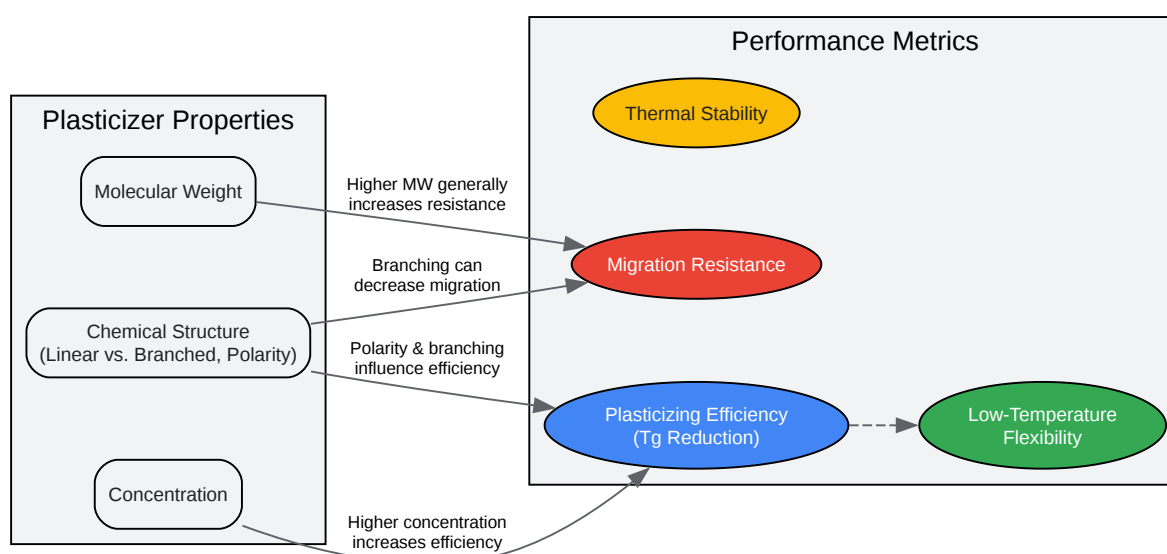 Performance Metrics
Thermal Stability
Plasticizer Properties
Molecular Weight
Higher MW generally
increases resistance
Migration Resistance
Branching can
decrease migration
Chemical Structure
(Linear vs. Branched, Polarity)
Polarity & branching
influence efficiency
Plasticizing Efficiency
(Tg Reduction)
Low-Temperature
Flexibility
Concentration
Higher concentration
increases efficiency